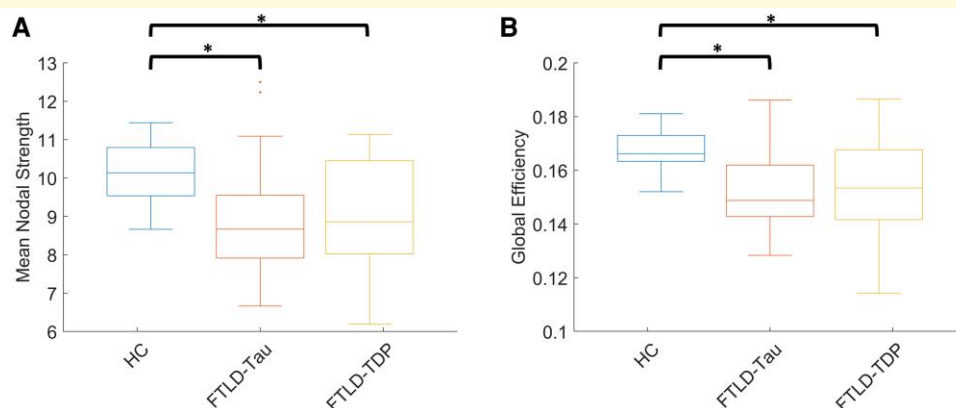 A
*
*
Mean Nodal Strength
13
12
11
10
9
8
7
6
HC
FTLD-Tau
FTLD-TDP
B
*
*
Global Efficiency
0.2
0.18
0.16
0.14
0.12
0.1
HC
FTLD-Tau
FTLD-TDP